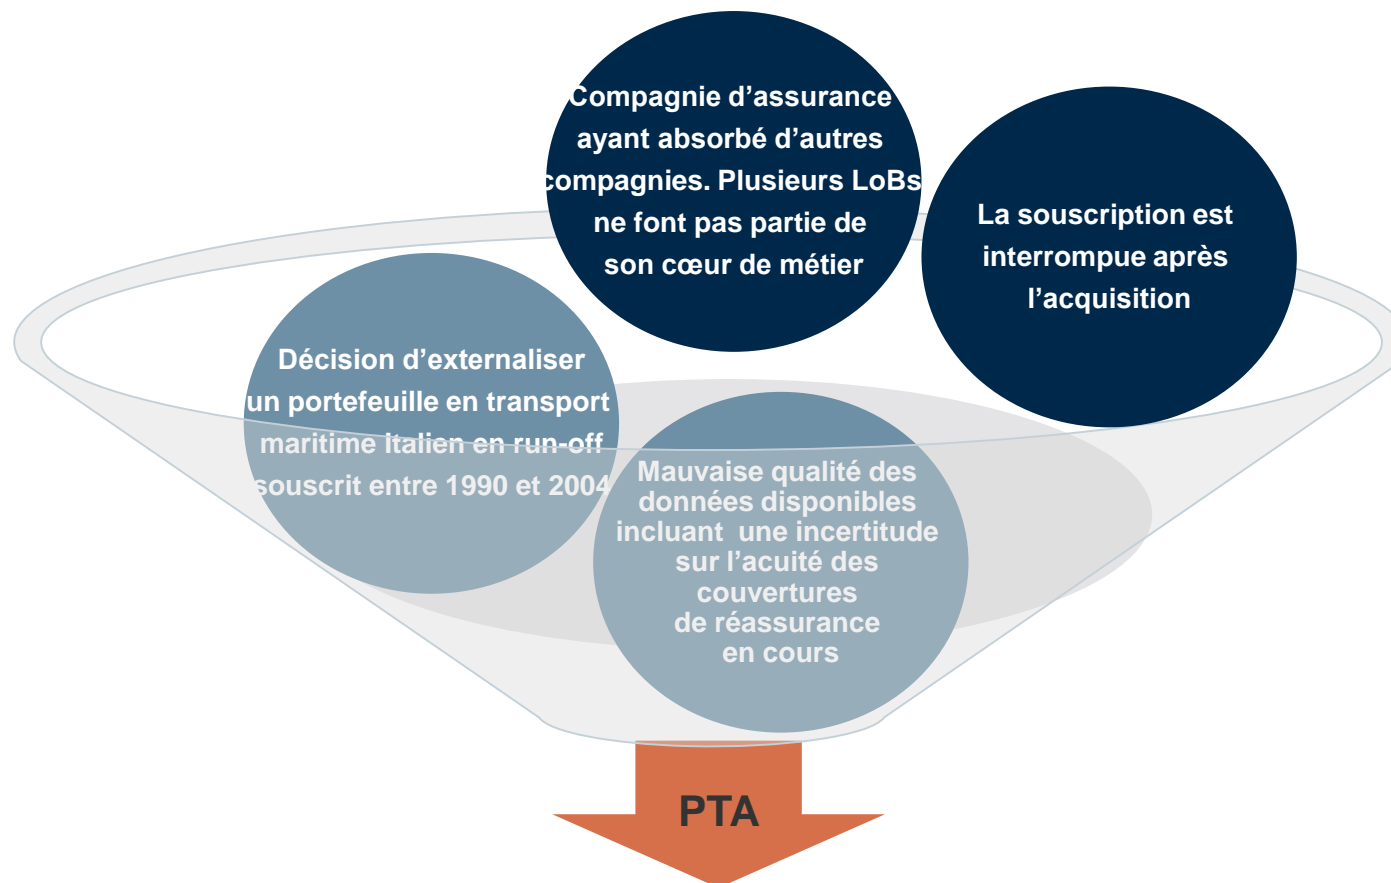 Compagnie d’assurance
ayant absorbé d’autres
compagnies. Plusieurs LoBs
ne font pas partie de
son cœur de métier
La souscription est
interrompue après
l’acquisition
Décision d’externaliser
un portefeuille en transport
maritime Italien en run-off
souscrit entre 1990 et 2004
Mauvaise qualité des
données disponibles
incluant  une incertitude
sur l’acuité des
couvertures
de réassurance
en cours
PTA